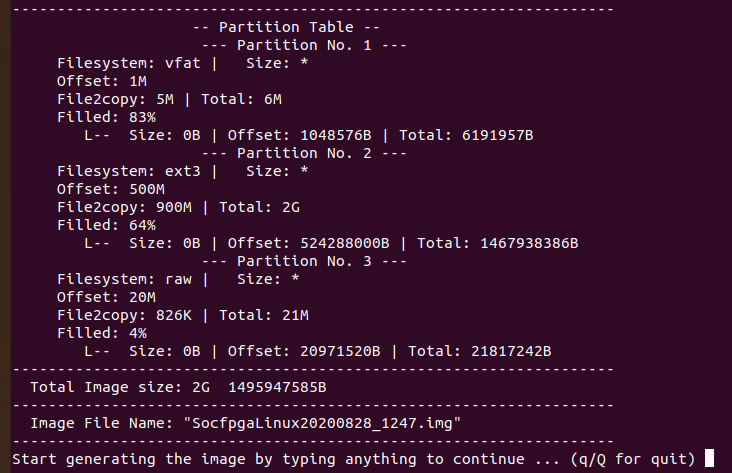 -------------------------------------------------------------------
-- Partition Table --
--- Partition No. 1 ---
Filesystem: vfat |   Size: *
Offset: 1M
File2copy: 5M | Total: 6M
Filled: 83%
L--  Size: 0B | Offset: 1048576B | Total: 6191957B
--- Partition No. 2 ---
Filesystem: ext3 |   Size: *
Offset: 500M
File2copy: 900M | Total: 2G
Filled: 64%
L--  Size: 0B | Offset: 524288000B | Total: 1467938386B
--- Partition No. 3 ---
Filesystem: raw |   Size: *
Offset: 20M
File2copy: 826K | Total: 21M
Filled: 4%
L--  Size: 0B | Offset: 20971520B | Total: 21817242B
-------------------------------------------------------------------
Total Image size: 2G  1495947585B
-------------------------------------------------------------------
Image File Name: "SocfpgaLinux20200828_1247.img"
-------------------------------------------------------------------
Start generating the image by typing anything to continue ... (q/Q for quit)